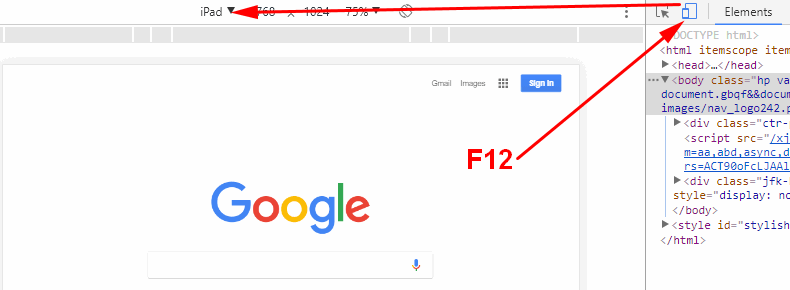 iPad ▼ 768 × 1024 75% ▼
Elements
Gmail Images Sign in
Google
F12
DOCTYPE html>
<html itemscope item
▶<head>…</head>
…▼<body class="hp va
document.gbqf&&docum
images/nav_logo242.p
▶<div class="ctr-
<script src="/xj
m=aa,abd,async,d
rs=ACT90oFcLJAAl
▶<div class="jfk-
style="display: no
</body>
▶<style id="stylish
</html>